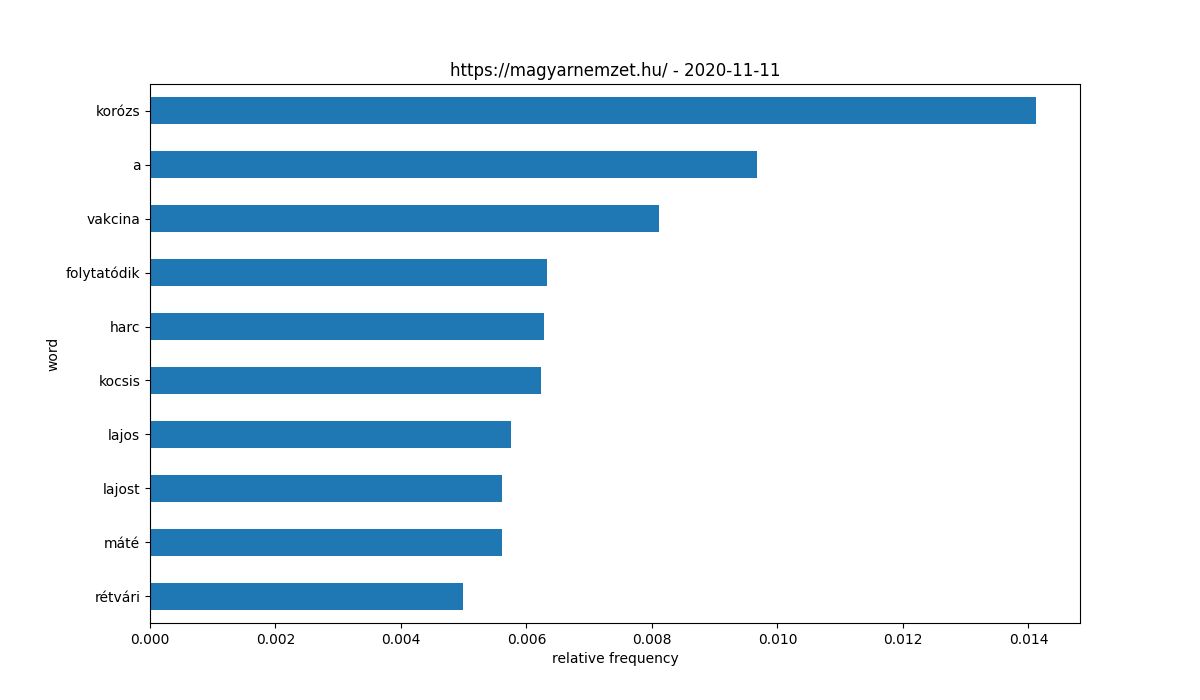 https://magyarnemzet.hu/ - 2020-11-11
korózs
a
vakcina
folytatódik
harc
kocsis
lajos
lajost
máté
rétvári
word
0.000 0.002 0.004 0.006 0.008 0.010 0.012 0.014
relative frequency